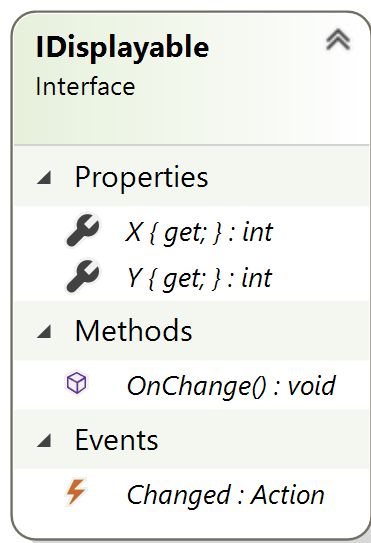 IDisplayable
Interface
Properties
X { get; } : int
Y { get; } : int
Methods
OnChange() : void
Events
Changed : Action